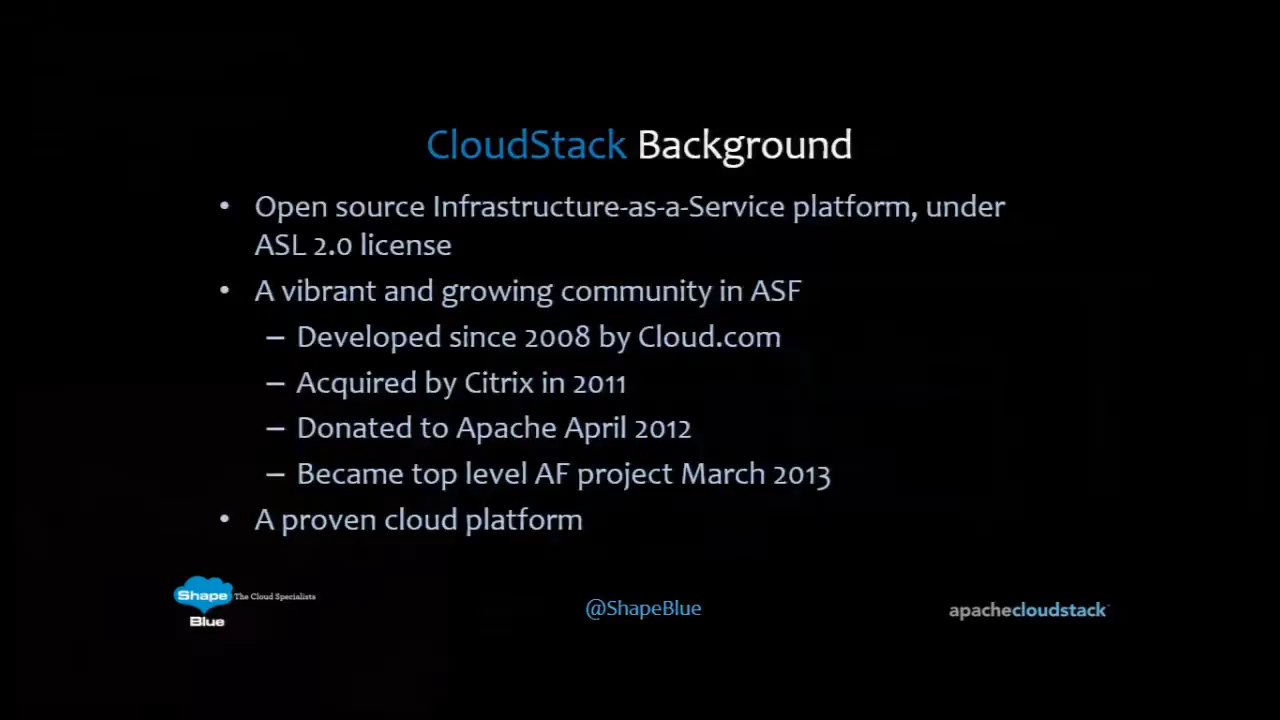 CloudStack Background
• Open source Infrastructure-as-a-Service platform, under
ASL 2.0 license
• A vibrant and growing community in ASF
– Developed since 2008 by Cloud.com
– Acquired by Citrix in 2011
– Donated to Apache April 2012
– Became top level AF project March 2013
• A proven cloud platform
Shape The Cloud Specialists
Blue
@ShapeBlue
apachecloudstack